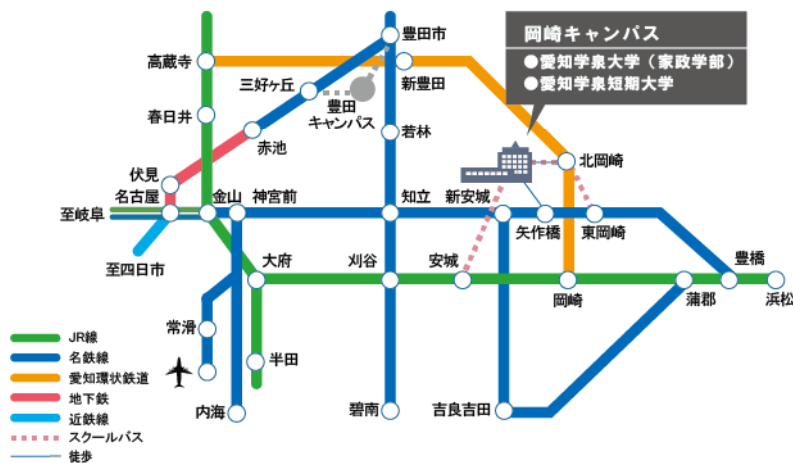 岡崎キャンパス
●愛知学泉大学（家政学部）
●愛知学泉短期大学
豊田市
高蔵寺
新豊田
三好ヶ丘
豊田
キャンパス
春日井
若林
赤池
北岡崎
伏見
名古屋
金山
神宮前
知立
新安城
至岐阜
矢作橋
東岡崎
至四日市
大府
刈谷
安城
豊橋
岡崎
蒲郡
浜松
常滑
半田
内海
碧南
吉良吉田
JR線
名鉄線
愛知環状鉄道
地下鉄
近鉄線
スクールバス
徒歩